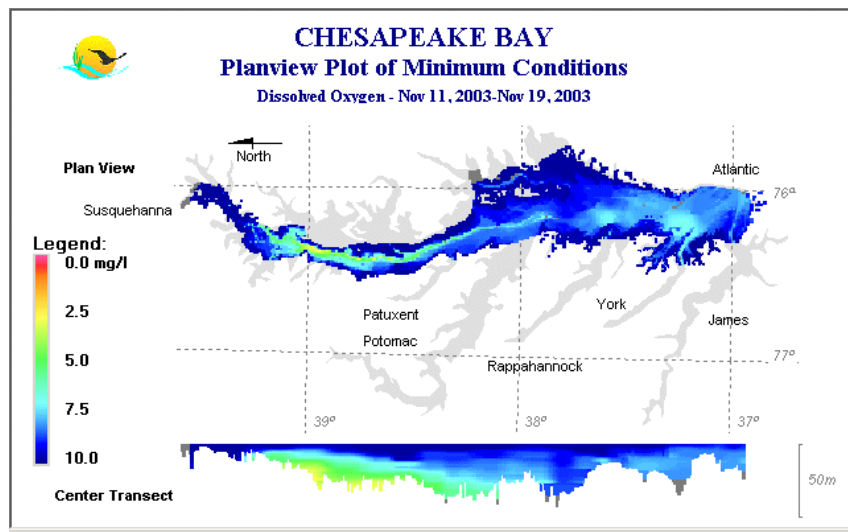 CHESAPEAKE BAY
Planview Plot of Minimum Conditions
Dissolved Oxygen - Nov 11, 2003-Nov 19, 2003
North
Plan View
Atlantic
76°
Susquehanna
Legend:
0.0 mg/l
2.5
5.0
7.5
10.0
Patuxent
York
James
Potomac
Rappahannock
77°
39°
38°
37°
50m
Center Transect